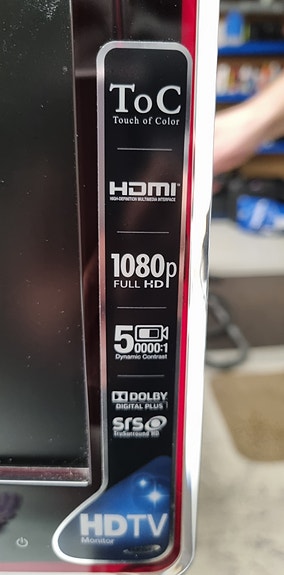 ToC
Touch of Color
HDMI
HIGH-DEFINITION MULTIMEDIA INTERFACE
1080p
FULL HD
50000:1
Dynamic Contrast
DOLBY
DIGITAL PLUS
SRS
TruSurround HD
HDTV
Monitor